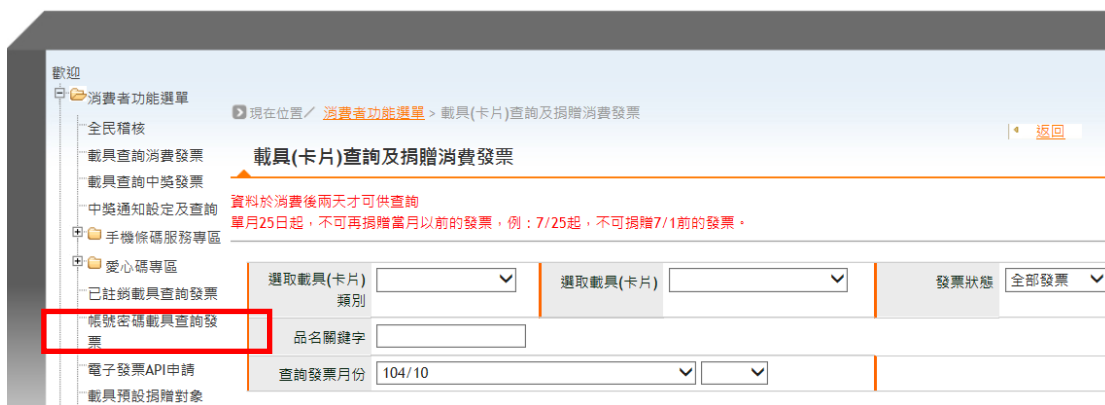 歡迎
消費者功能選單
全民稽核
載具查詢消費發票
載具查詢中獎發票
中獎通知設定及查詢
手機條碼服務專區
愛心碼專區
已註銷載具查詢發票
帳號密碼載具查詢發
票
電子發票API申請
載具預設捐贈對象
現在位置／ 消費者功能選單 > 載具(卡片)查詢及捐贈消費發票
返回
載具(卡片)查詢及捐贈消費發票
資料於消費後兩天才可供查詢
單月25日起，不可再捐贈當月以前的發票，例：7/25起，不可捐贈7/1前的發票。
選取載具(卡片)
類別
選取載具(卡片)
發票狀態 全部發票
品名關鍵字
查詢發票月份 104/10